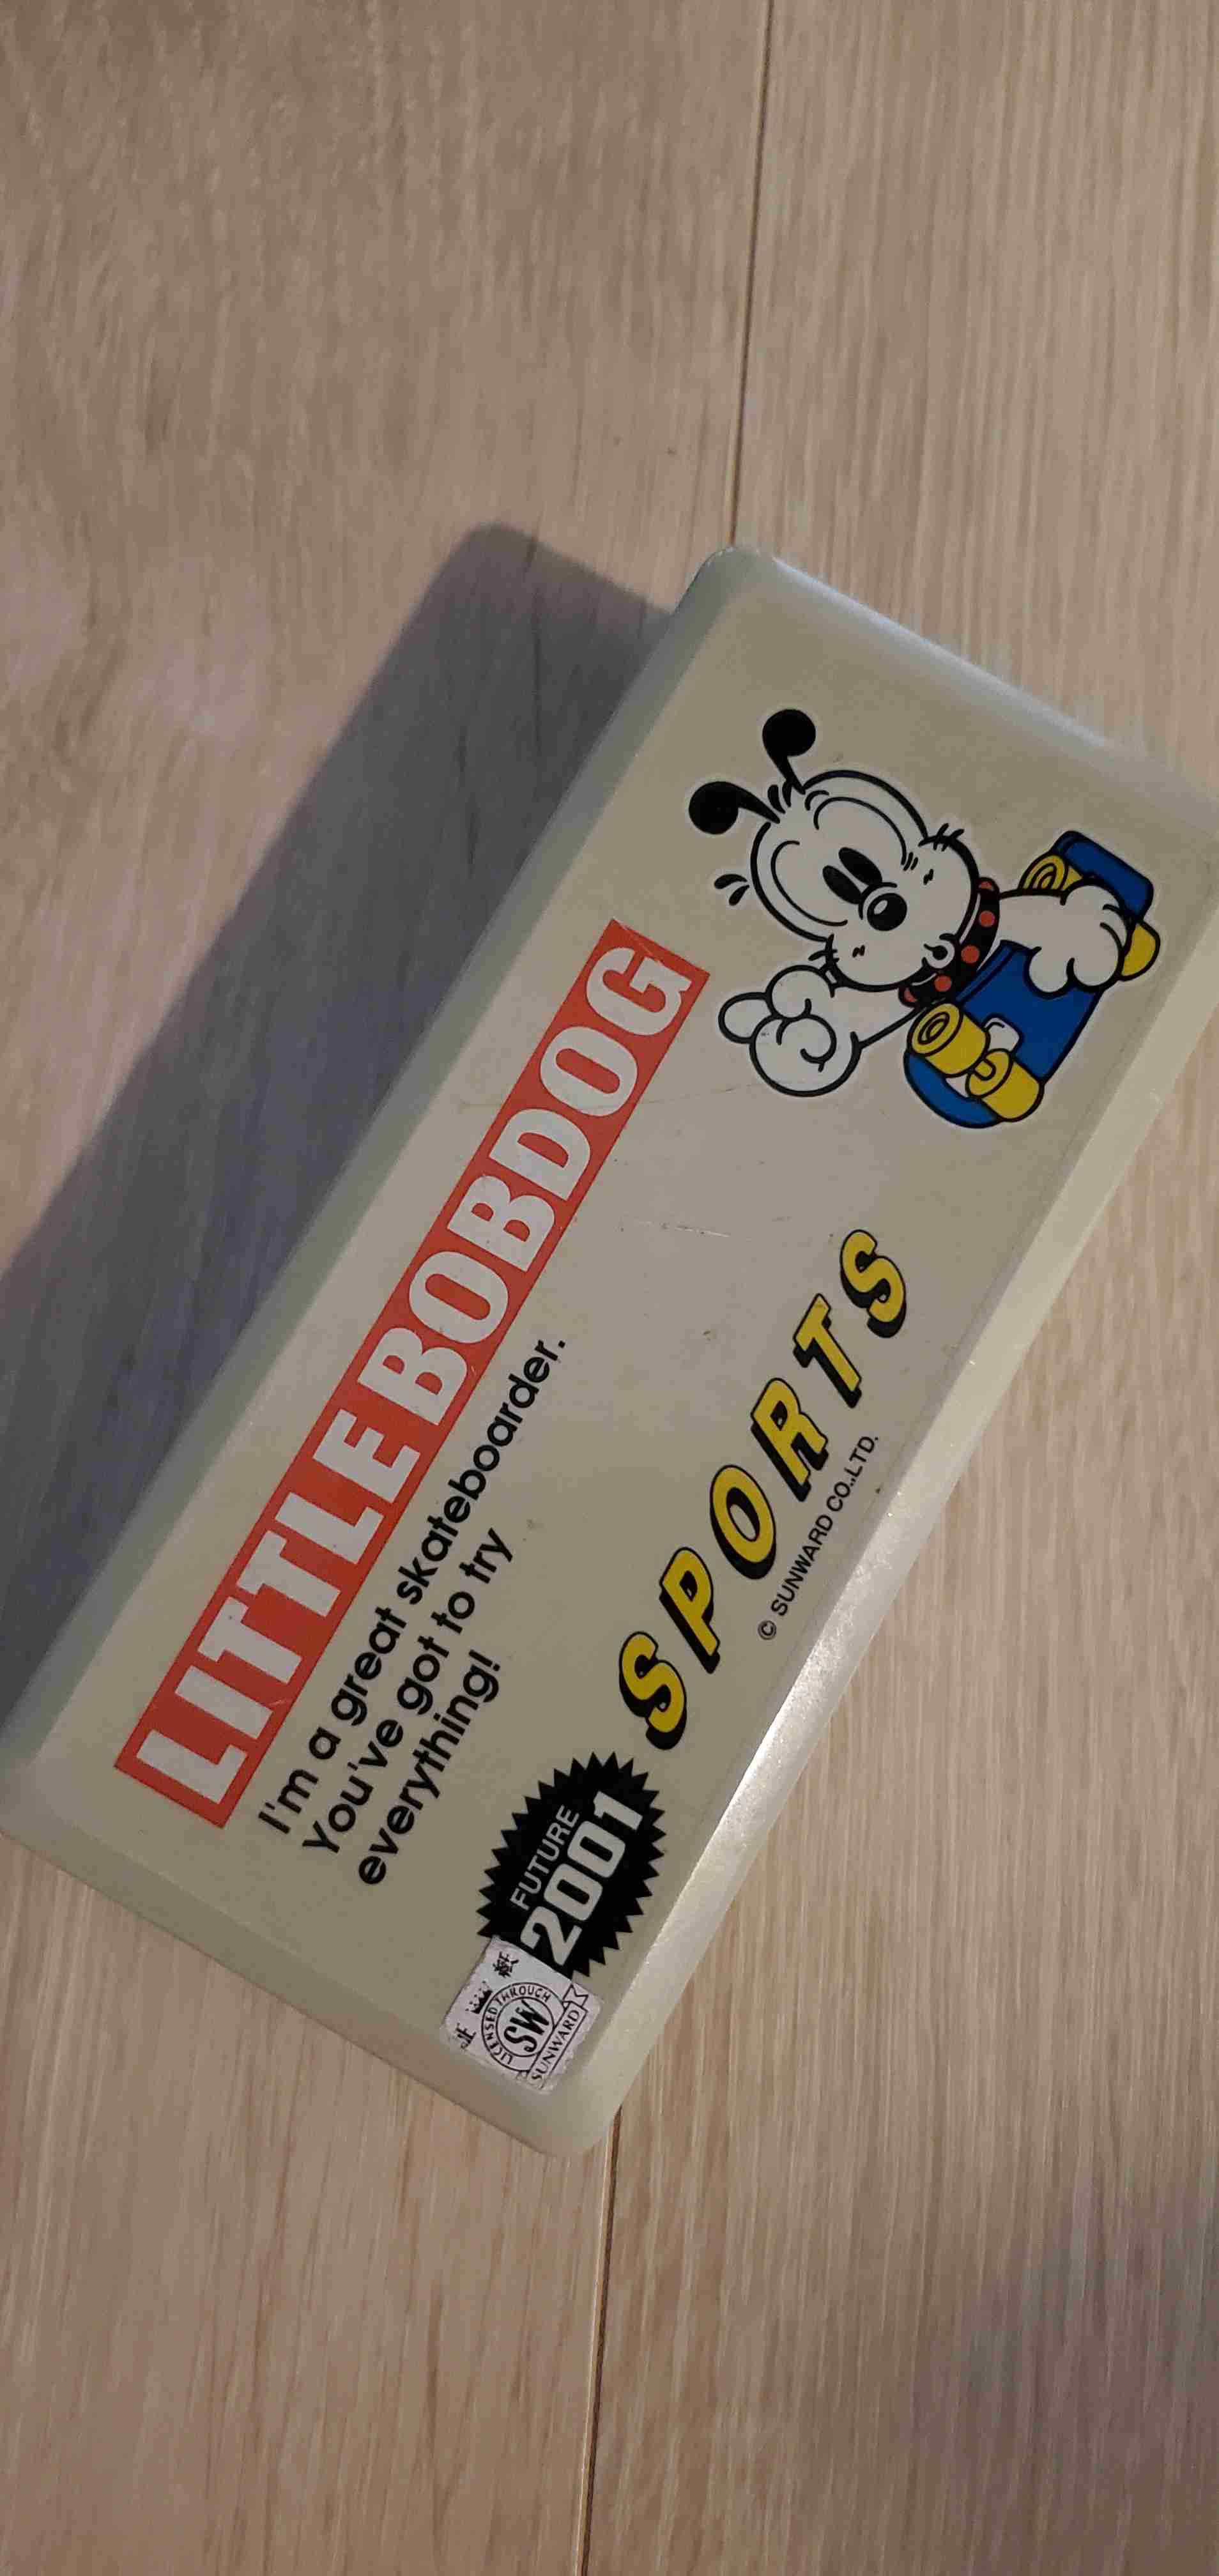 LITTLE BOBDOG
I'm a great skateboarder.
You've got to try
everything!
SPORTS
© SUNWARD CO.,LTD.
FUTURE
2001
LICENSED THROUGH
SW
SUNWARD